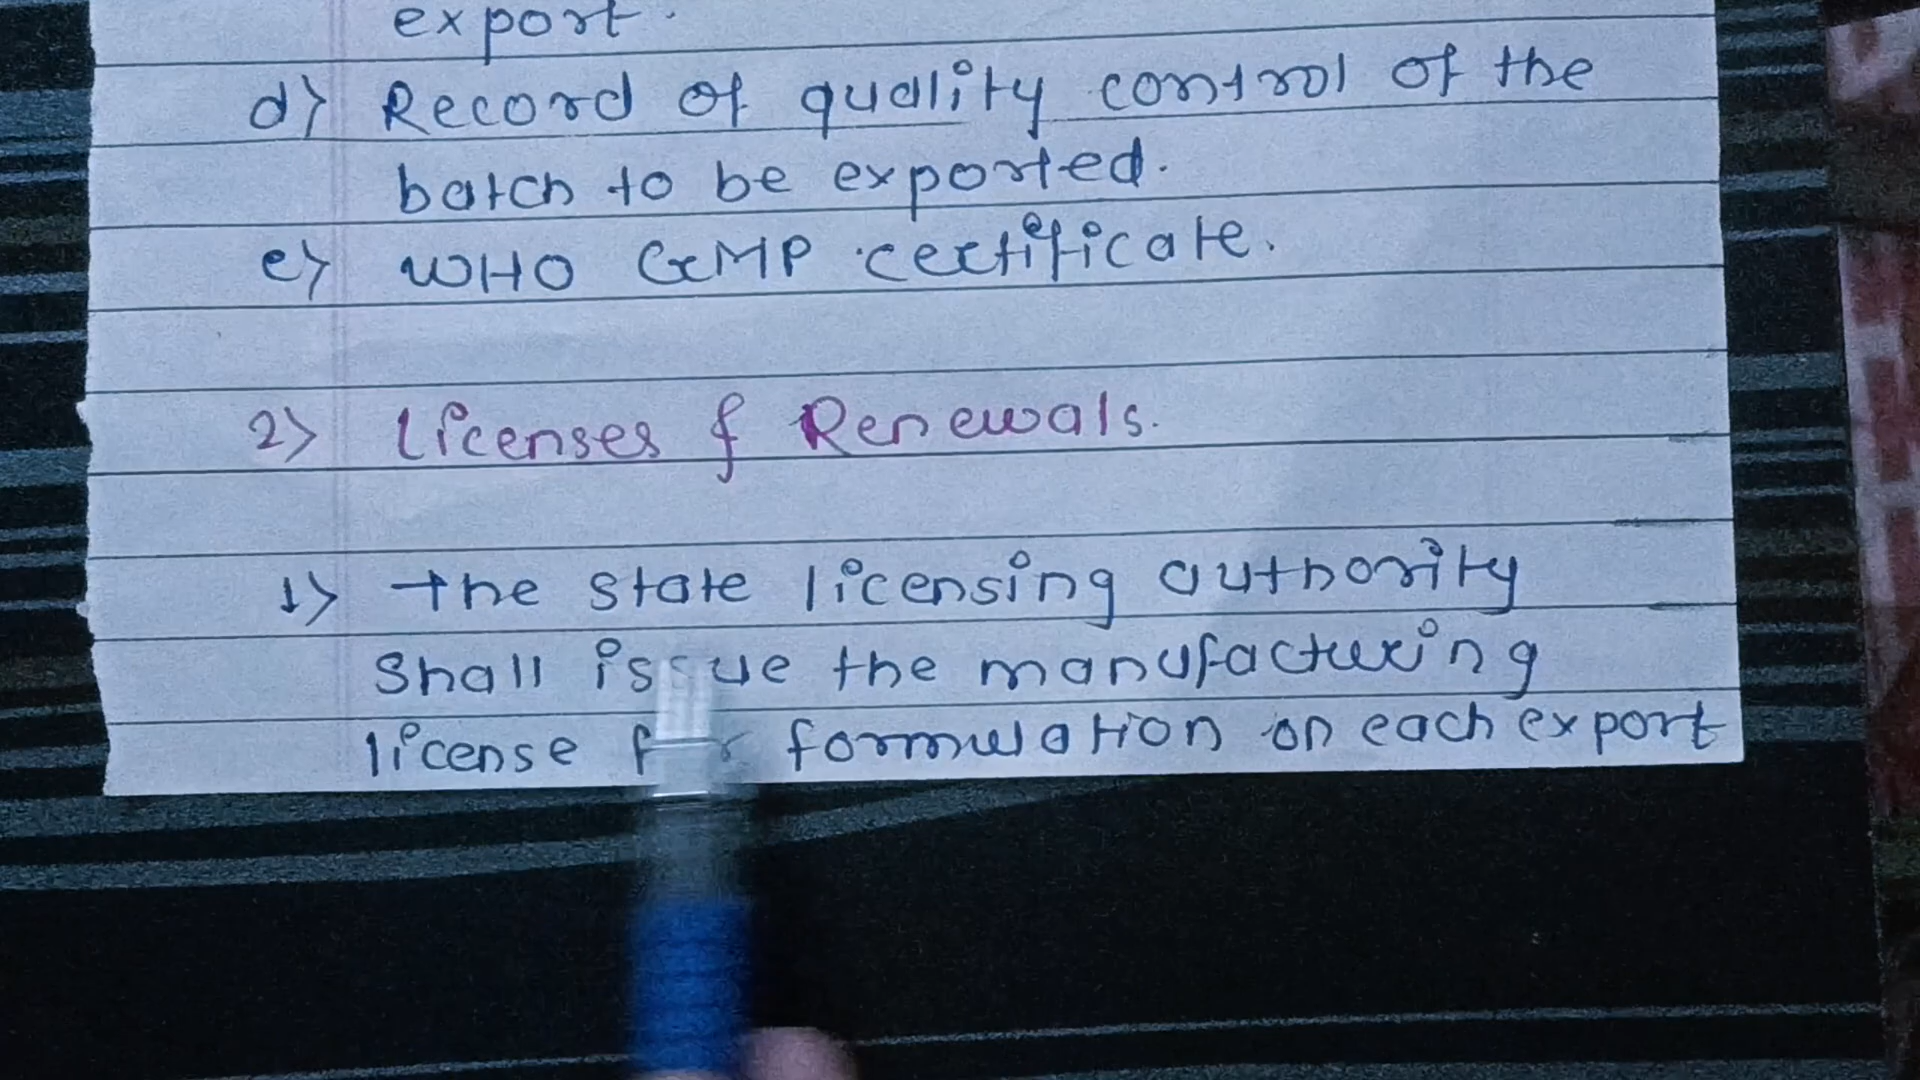 export.
d) Record of quality control of the
batch to be exported.
e) WHO GMP certificate.
2) Licenses & Renewals.
1) The state licensing authority
shall issue the manufacturing
license for formulation on each export